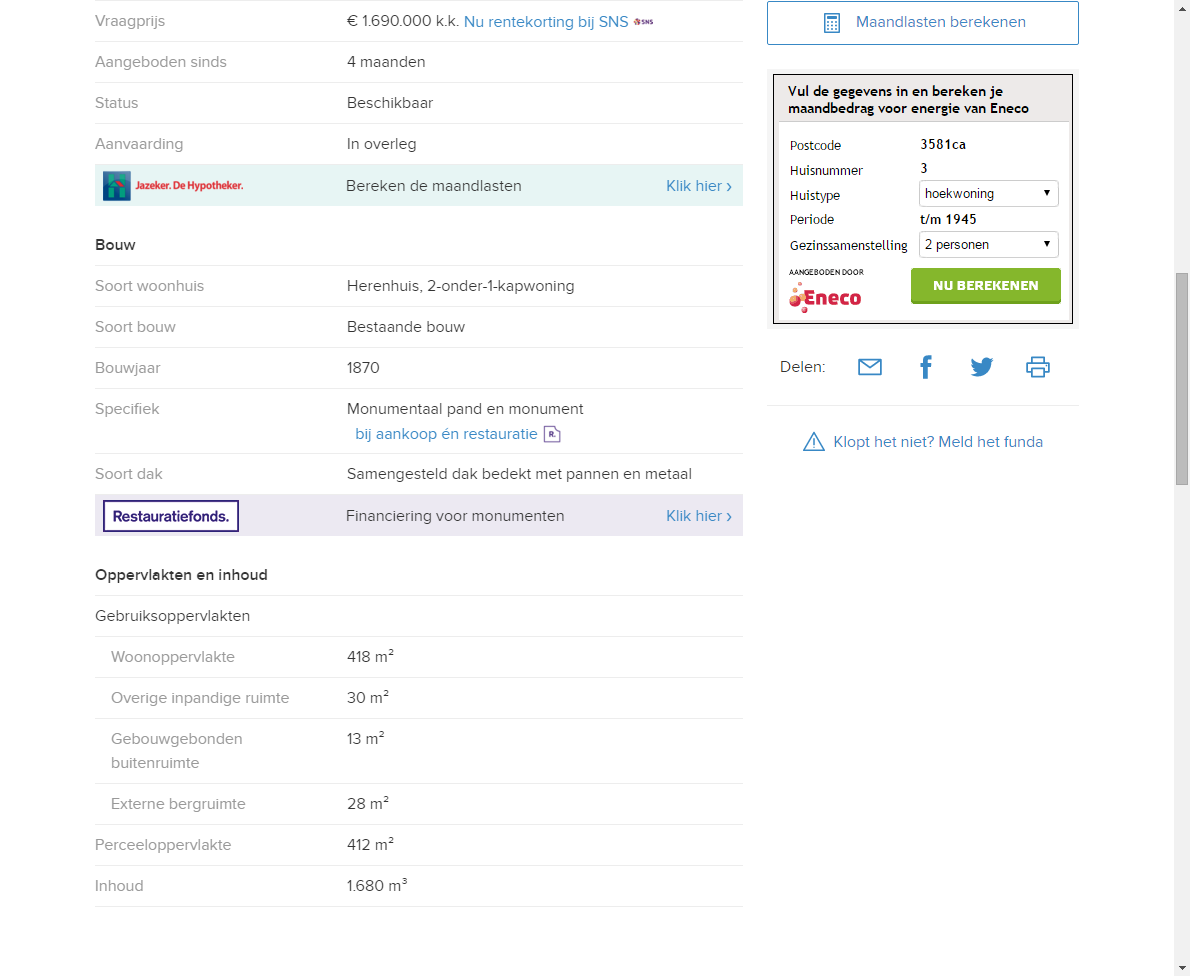 Vraagprijs € 1.690.000 k.k. Nu rentekorting bij SNS SNS
Aangeboden sinds 4 maanden
Status Beschikbaar
Aanvaarding In overleg
Jazeker. De Hypotheker. Bereken de maandlasten Klik hier ›
Bouw
Soort woonhuis Herenhuis, 2-onder-1-kapwoning
Soort bouw Bestaande bouw
Bouwjaar 1870
Specifiek Monumentaal pand en monument
bij aankoop én restauratie R.
Soort dak Samengesteld dak bedekt met pannen en metaal
Restauratiefonds. Financiering voor monumenten Klik hier ›
Oppervlakten en inhoud
Gebruiksoppervlakten
Woonoppervlakte 418 m²
Overige inpandige ruimte 30 m²
Gebouwgebonden 13 m²
buitenruimte
Externe bergruimte 28 m²
Perceeloppervlakte 412 m²
Inhoud 1.680 m³
Maandlasten berekenen
Vul de gegevens in en bereken je
maandbedrag voor energie van Eneco
Postcode 3581ca
Huisnummer 3
Huistype hoekwoning
Periode t/m 1945
Gezinssamenstelling 2 personen
AANGEBODEN DOOR
Eneco NU BEREKENEN
Delen:
Klopt het niet? Meld het funda